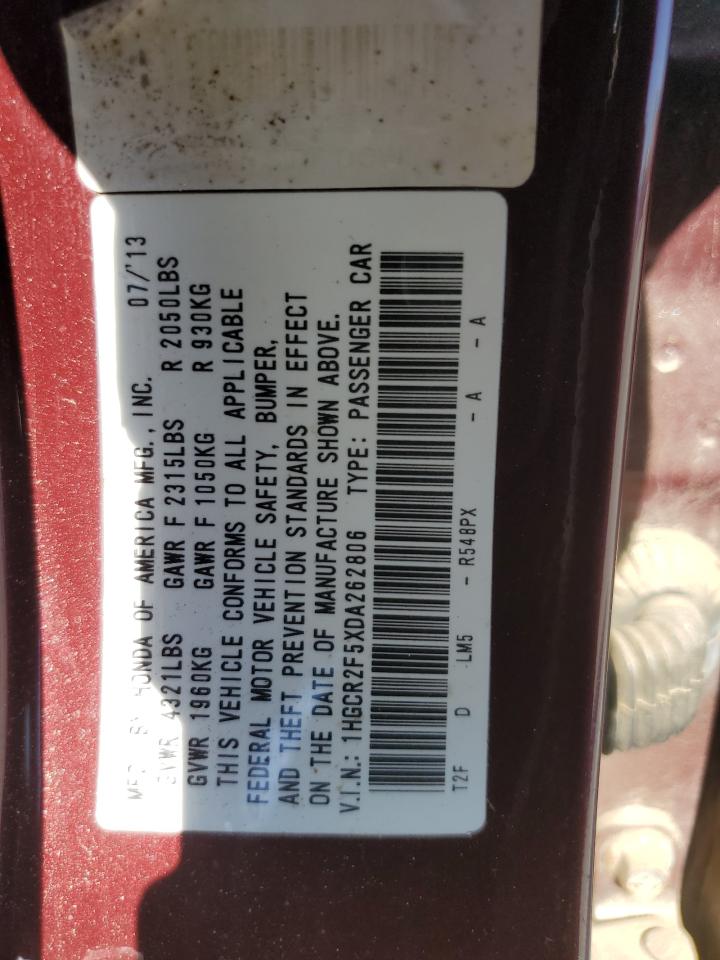 MFD BY HONDA OF AMERICA MFG., INC. 07/'13
GVWR 4321LBS GAWR F 2315LBS R 2050LBS
GVWR 1960KG GAWR F 1050KG R 930KG
THIS VEHICLE CONFORMS TO ALL APPLICABLE
FEDERAL MOTOR VEHICLE SAFETY, BUMPER,
AND THEFT PREVENTION STANDARDS IN EFFECT
ON THE DATE OF MANUFACTURE SHOWN ABOVE.
V.I.N.: 1HGCR2F5XDA262806 TYPE: PASSENGER CAR
T2F D LM5 - R548PX - A - A